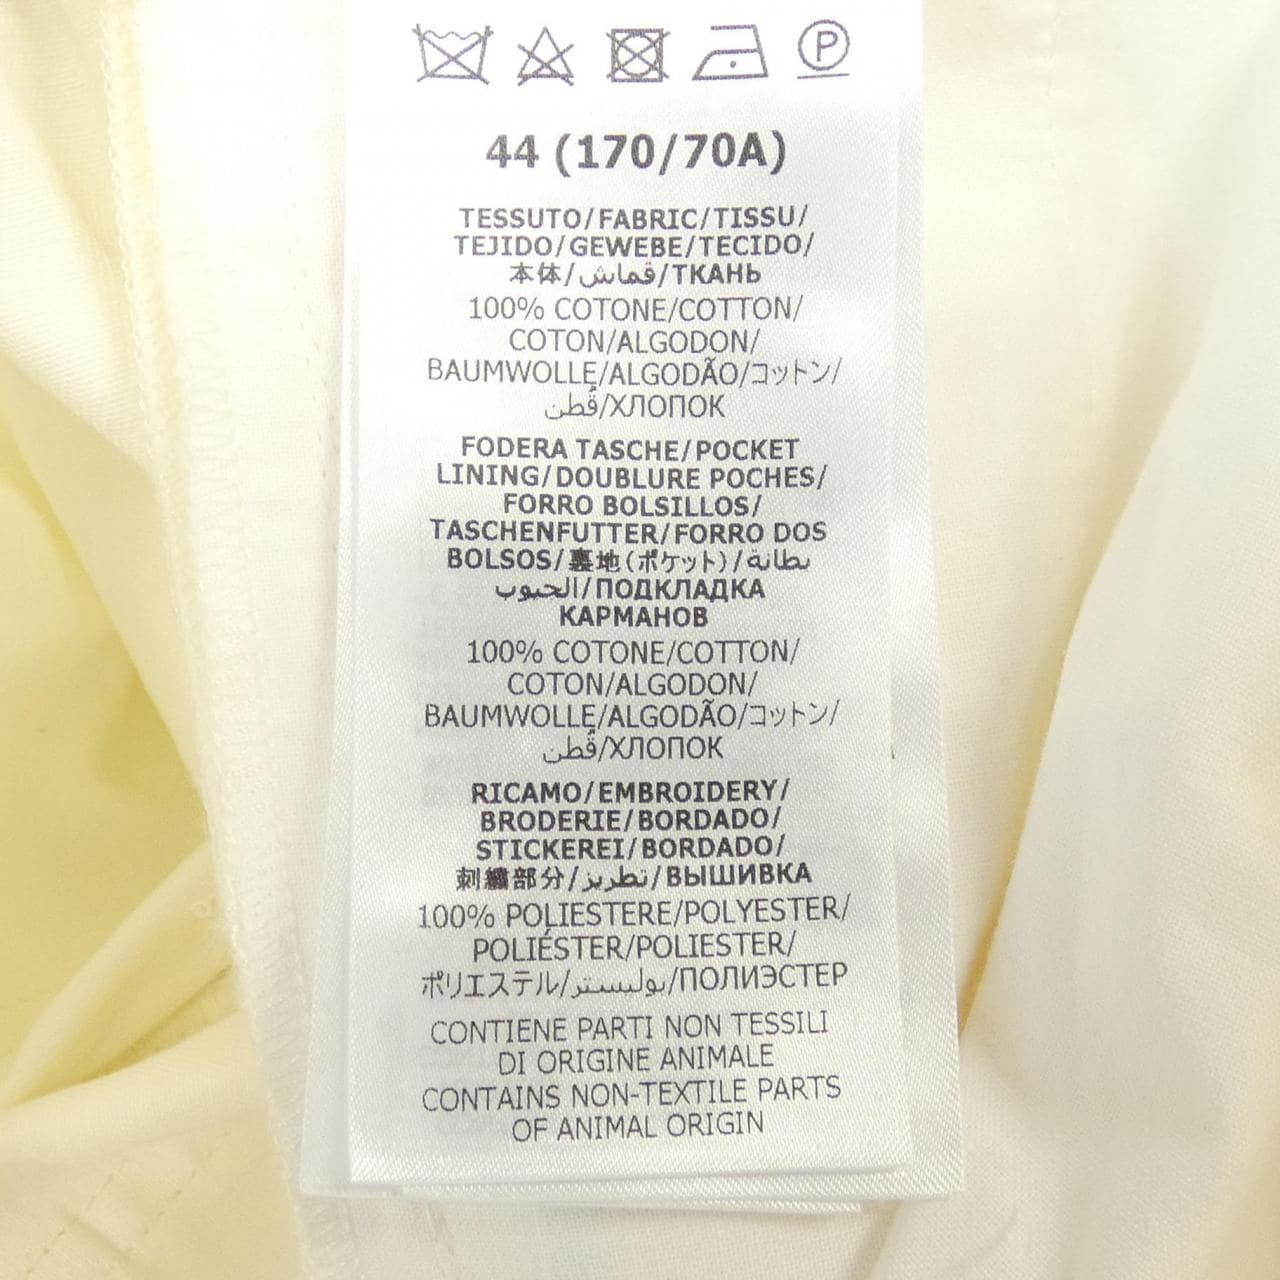 P
44 (170/70A)
TESSUTO/FABRIC/TISSU/
TEJIDO/GEWEBE/TECIDO/
本体/قماش/ТКАНЬ
100% COTONE/COTTON/
COTON/ALGODON/
BAUMWOLLE/ALGODÃO/コットン/
قُطن/ХЛОПОК
FODERA TASCHE/POCKET
LINING/DOUBLURE POCHES/
FORRO BOLSILLOS/
TASCHENFUTTER/FORRO DOS
BOLSOS/裏地(ポケット)/بطانة
الجيوب/ПОДКЛАДКА
КАРМАНОВ
100% COTONE/COTTON/
COTON/ALGODON/
BAUMWOLLE/ALGODÃO/コットン/
قُطن/ХЛОПОК
RICAMO/EMBROIDERY/
BRODERIE/BORDADO/
STICKEREI/BORDADO/
刺繍部分/تطريز/ВЫШИВКА
100% POLIESTERE/POLYESTER/
POLIÉSTER/POLIESTER/
ポリエステル/بوليستر/ПОЛИЭСТЕР
CONTIENE PARTI NON TESSILI
DI ORIGINE ANIMALE
CONTAINS NON-TEXTILE PARTS
OF ANIMAL ORIGIN